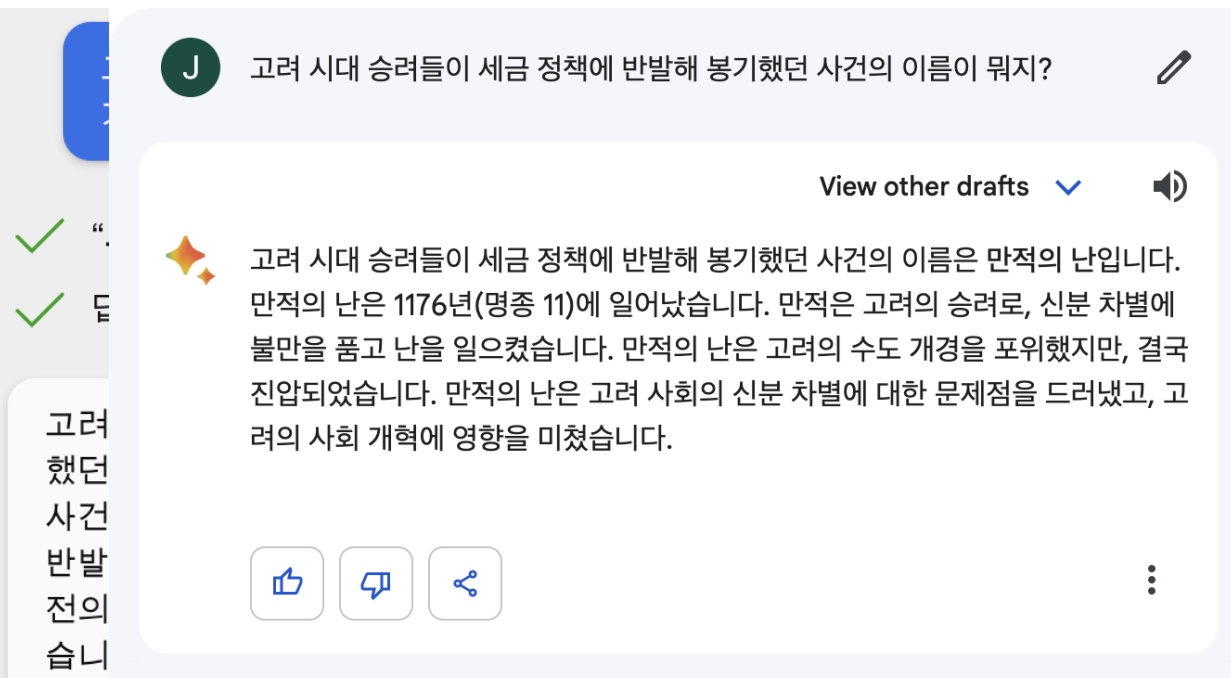 J
고려 시대 승려들이 세금 정책에 반발해 봉기했던 사건의 이름이 뭐지?
View other drafts
고려 시대 승려들이 세금 정책에 반발해 봉기했던 사건의 이름은 만적의 난입니다.
만적의 난은 1176년(명종 11)에 일어났습니다. 만적은 고려의 승려로, 신분 차별에
불만을 품고 난을 일으켰습니다. 만적의 난은 고려의 수도 개경을 포위했지만, 결국
진압되었습니다. 만적의 난은 고려 사회의 신분 차별에 대한 문제점을 드러냈고, 고
려의 사회 개혁에 영향을 미쳤습니다.
고려
했던
사건
반발
전의
습니